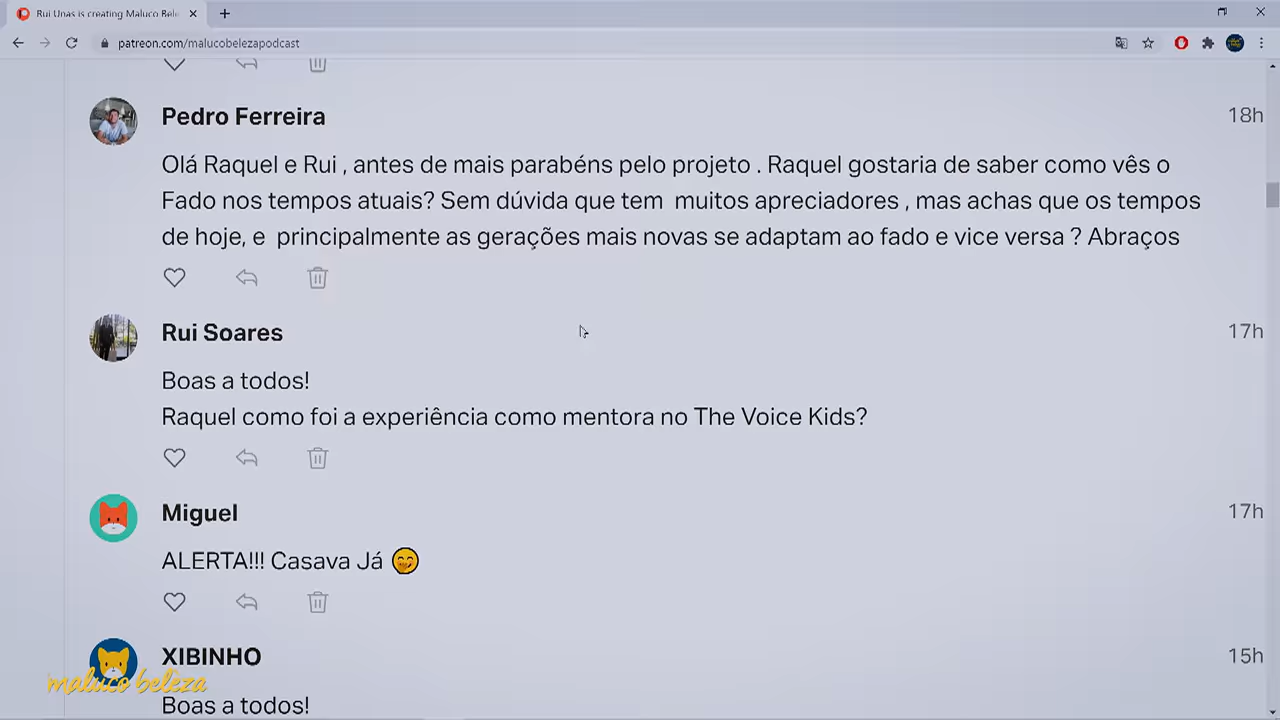 Rui Unas is creating Maluco Bele
patreon.com/malucobelezapodcast
Pedro Ferreira
18h
Olá Raquel e Rui , antes de mais parabéns pelo projeto . Raquel gostaria de saber como vês o
Fado nos tempos atuais? Sem dúvida que tem muitos apreciadores , mas achas que os tempos
de hoje, e principalmente as gerações mais novas se adaptam ao fado e vice versa ? Abraços
Rui Soares
17h
Boas a todos!
Raquel como foi a experiência como mentora no The Voice Kids?
Miguel
17h
ALERTA!!! Casava Já 🤭
XIBINHO
15h
maluco beleza
Boas a todos!